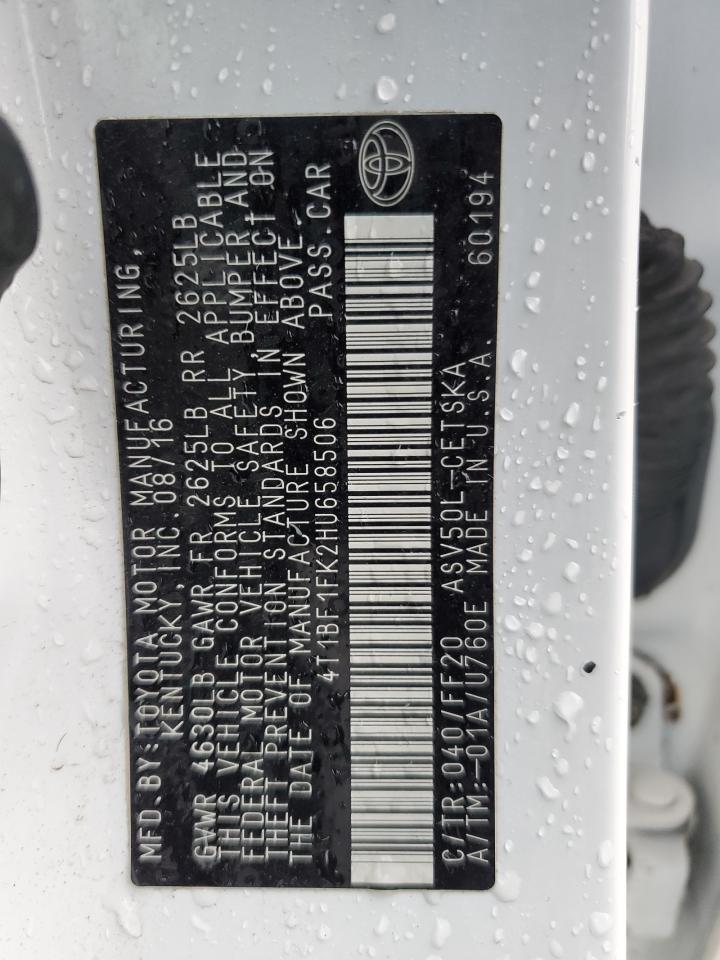 MFD.BY:TOYOTA MOTOR MANUFACTURING,
KENTUCKY INC.08/16
GVWR 4630LB GAWR FR 2625LB RR 2625LB
THIS VEHICLE CONFORMS TO ALL APPLICABLE
FEDERAL MOTOR VEHICLE SAFETY, BUMPER AND
THEFT PREVENTION STANDARDS IN EFFECT ON
THE DATE OF MANUFACTURE SHOWN ABOVE.
4T1BF1FK2HU658506 PASS.CAR
C/TR:040/FF20 ASV50L-CETSKA
A/TM:-01A/U760E MADE IN U.S.A. 60194